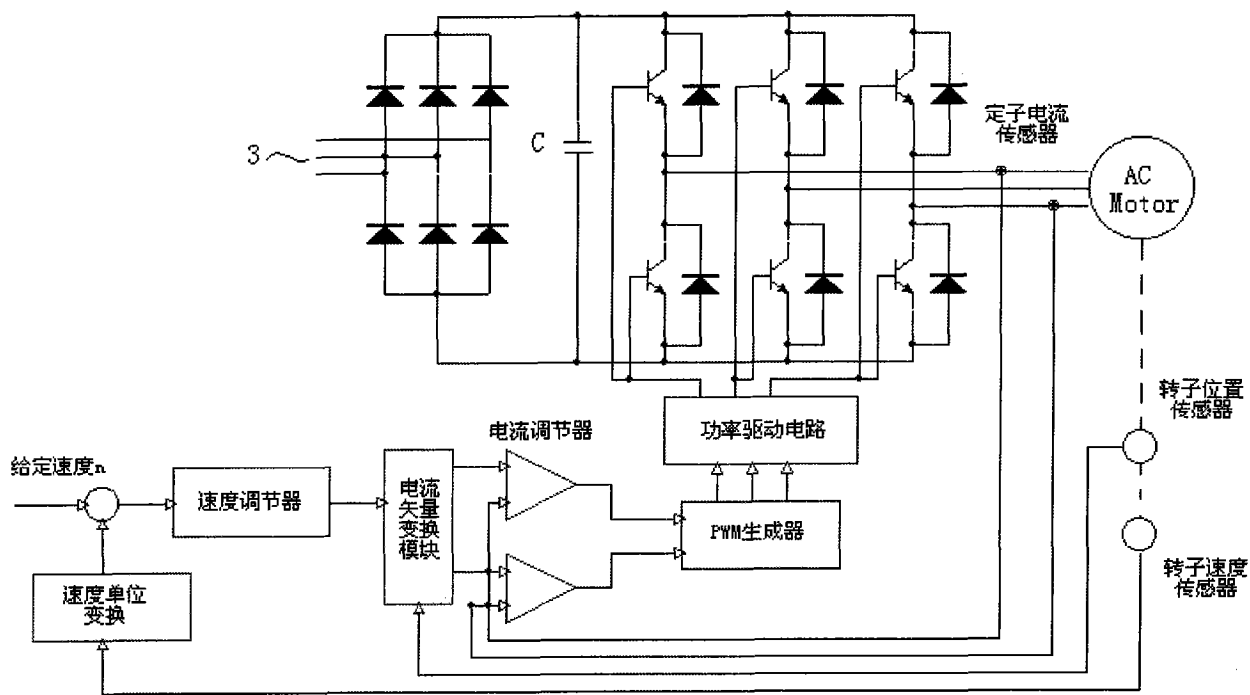 3
C
定子电流
传感器
AC
Motor
转子位置
传感器
功率驱动电路
电流调节器
给定速度n
速度调节器
电流
矢量
变换
模块
PWM生成器
转子速度
传感器
速度单位
变换